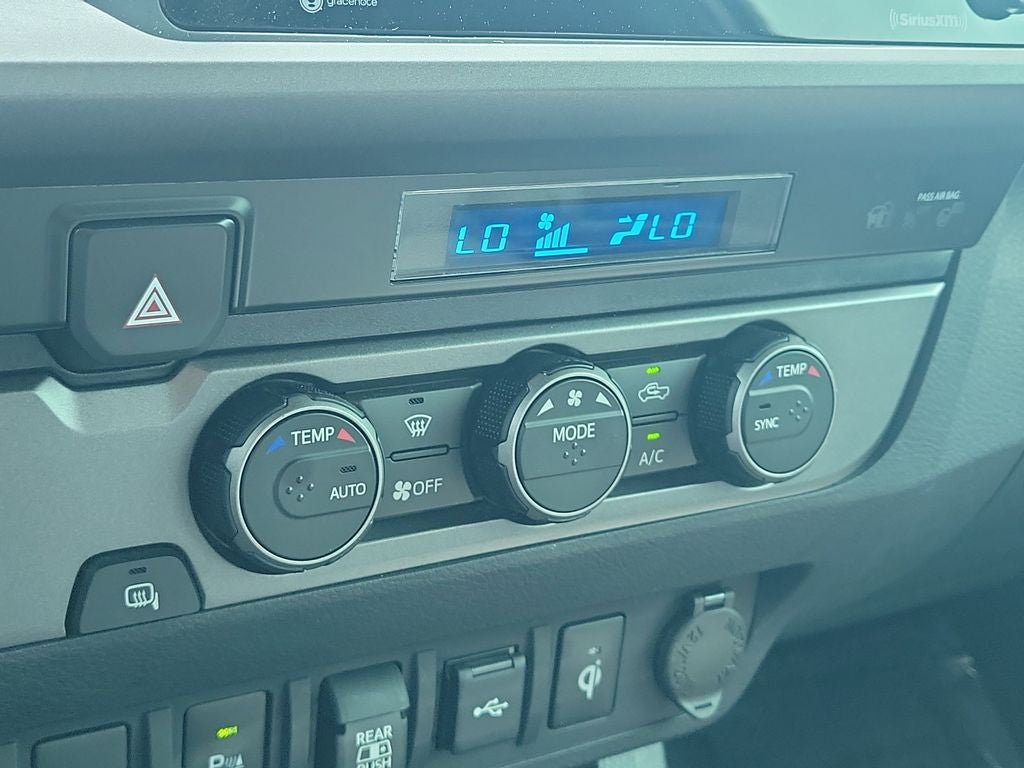 gracenote
SiriusXM
PASS AIR BAG
LO
LO
TEMP
AUTO
OFF
MODE
A/C
TEMP
SYNC
REAR
PUSH
P